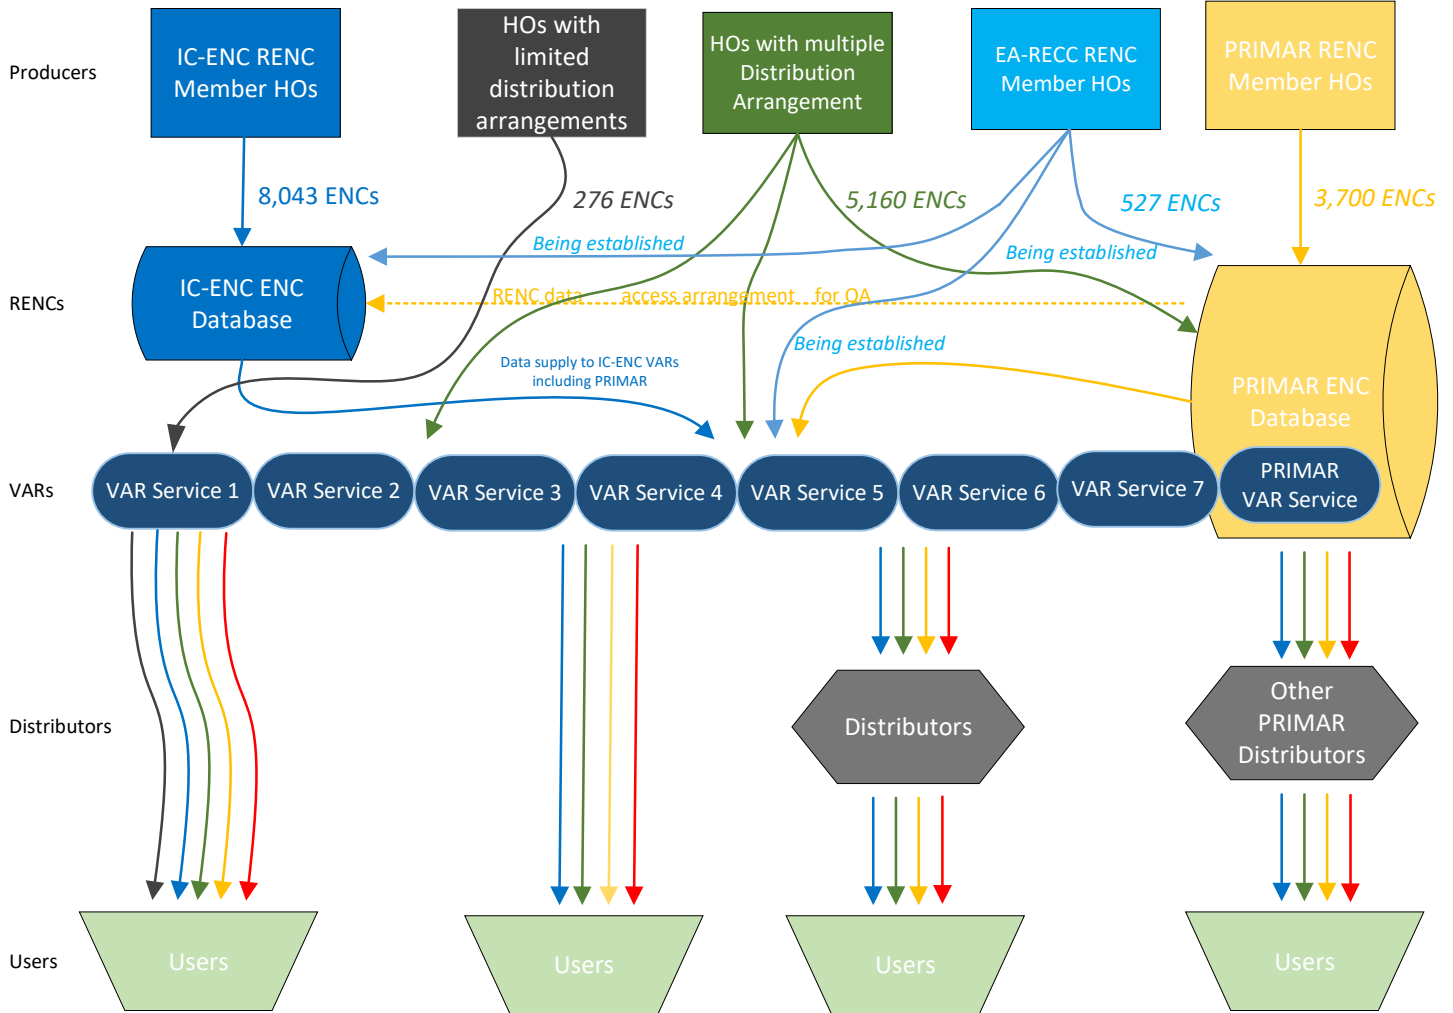 Producers
IC-ENC RENC
Member HOs
HOs with
limited
distribution
arrangements
HOs with multiple
Distribution
Arrangement
EA-RECC RENC
Member HOs
PRIMAR RENC
Member HOs
8,043 ENCs
276 ENCs
5,160 ENCs
527 ENCs
3,700 ENCs
Being established
Being established
RENCs
IC-ENC ENC
Database
RENC data access arrangement for QA
Being established
Data supply to IC-ENC VARs
including PRIMAR
PRIMAR ENC
Database
VARs
VAR Service 1
VAR Service 2
VAR Service 3
VAR Service 4
VAR Service 5
VAR Service 6
VAR Service 7
PRIMAR
VAR Service
Distributors
Distributors
Other
PRIMAR
Distributors
Users
Users
Users
Users
Users